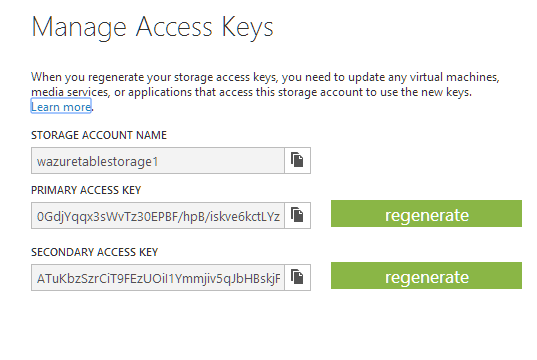 Manage Access Keys
When you regenerate your storage access keys, you need to update any virtual machines,
media services, or applications that access this storage account to use the new keys.
Learn more.
STORAGE ACCOUNT NAME
wazuretablestorage1
PRIMARY ACCESS KEY
0GdjYqqx3sWvTz30EPBF/hpB/iskve6kctLYz
regenerate
SECONDARY ACCESS KEY
ATuKbzSzrCiT9FEzUOiI1Ymmjiv5qJbHBskjF
regenerate